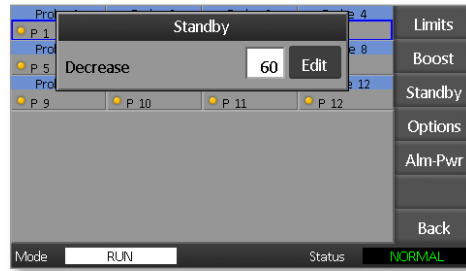 Standby
Decrease 60 Edit
4
P 1
8
P 5
12
P 9 P 10 P 11 P 12
Limits
Boost
Standby
Options
Alm-Pwr
Back
Mode RUN Status NORMAL